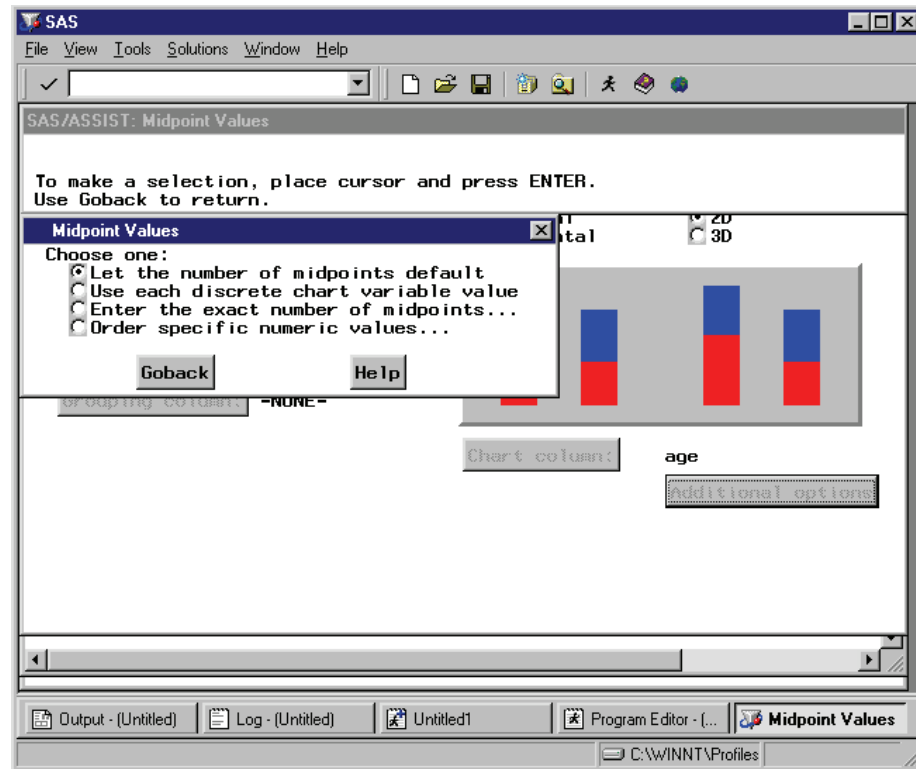 SAS
File View Tools Solutions Window Help
SAS/ASSIST: Midpoint Values
To make a selection, place cursor and press ENTER.
Use Goback to return.
Midpoint Values
Choose one:
Let the number of midpoints default
Use each discrete chart variable value
Enter the exact number of midpoints...
Order specific numeric values...
Goback Help
2D
3D
Grouping column: -NONE-
Chart column: age
Additional options
Output - (Untitled) Log - (Untitled) Untitled1 Program Editor - (... Midpoint Values
C:\WINNT\Profiles